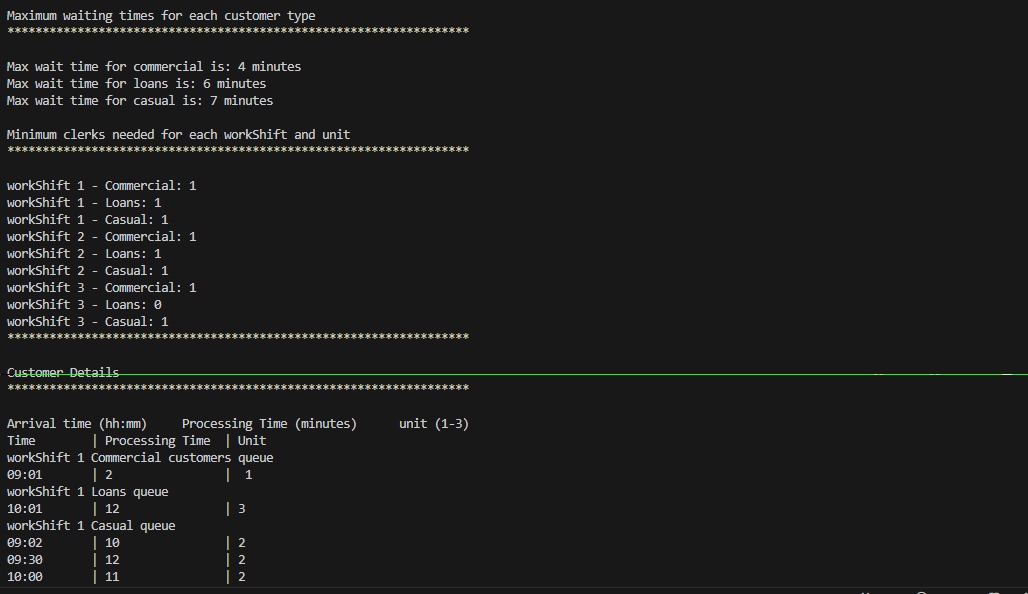 Maximum waiting times for each customer type
******************************************************************
Max wait time for commercial is: 4 minutes
Max wait time for loans is: 6 minutes
Max wait time for casual is: 7 minutes
Minimum clerks needed for each workShift and unit
******************************************************************
workShift 1 - Commercial: 1
workShift 1 - Loans: 1
workShift 1 - Casual: 1
workShift 2 - Commercial: 1
workShift 2 - Loans: 1
workShift 2 - Casual: 1
workShift 3 - Commercial: 1
workShift 3 - Loans: 0
workShift 3 - Casual: 1
******************************************************************
Customer Details
******************************************************************
Arrival time (hh:mm)     Processing Time (minutes)      unit (1-3)
Time        | Processing Time  | Unit
workShift 1 Commercial customers queue
09:01       | 2                |  1
workShift 1 Loans queue
10:01       | 12               | 3
workShift 1 Casual queue
09:02       | 10               | 2
09:30       | 12               | 2
10:00       | 11               | 2